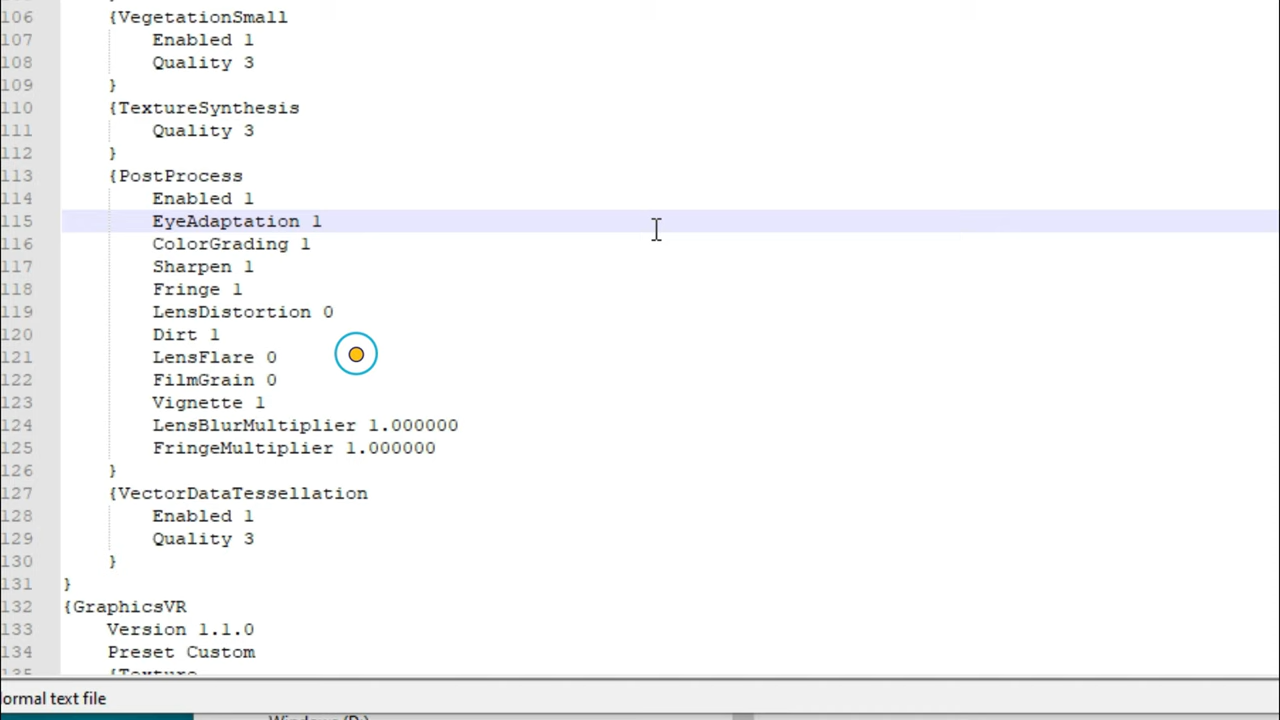 106 {VegetationSmall
107 Enabled 1
108 Quality 3
109 }
110 {TextureSynthesis
111 Quality 3
112 }
113 {PostProcess
114 Enabled 1
115 EyeAdaptation 1
116 ColorGrading 1
117 Sharpen 1
118 Fringe 1
119 LensDistortion 0
120 Dirt 1
121 LensFlare 0
122 FilmGrain 0
123 Vignette 1
124 LensBlurMultiplier 1.000000
125 FringeMultiplier 1.000000
126 }
127 {VectorDataTessellation
128 Enabled 1
129 Quality 3
130 }
131 }
132 {GraphicsVR
133 Version 1.1.0
134 Preset Custom
135 {Texture
ormal text file